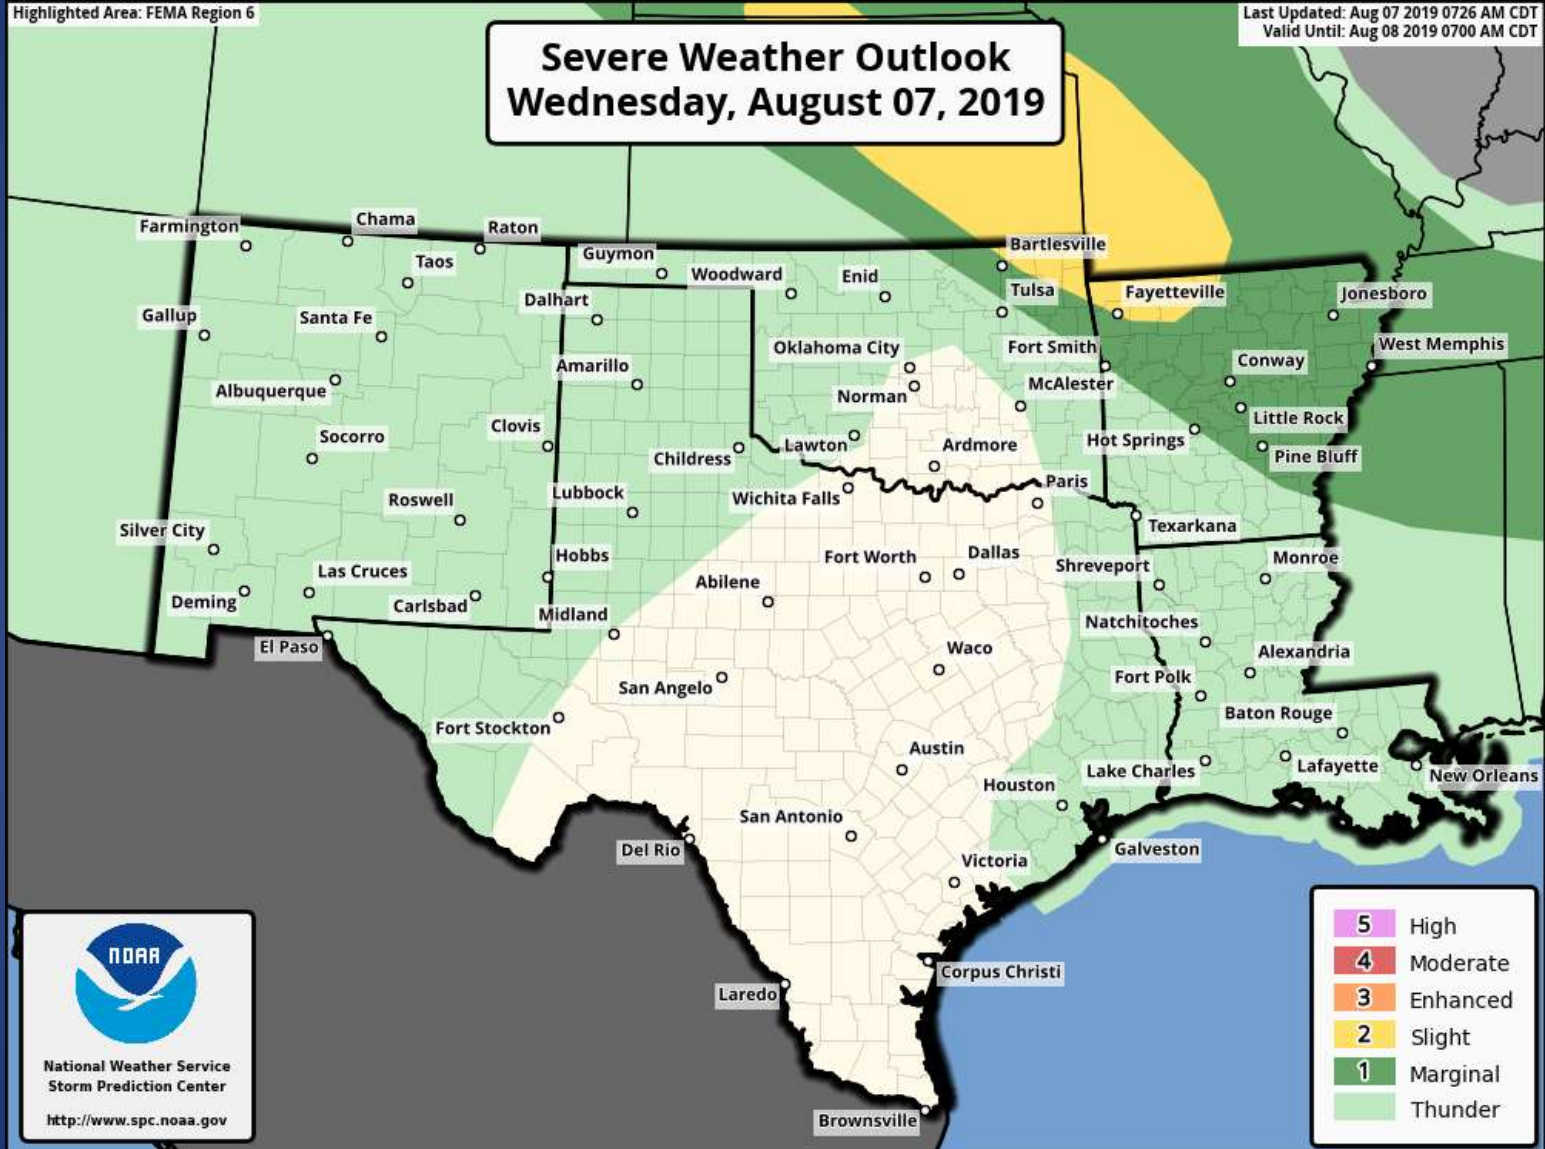 Highlighted Area: FEMA Region 6
Last Updated: Aug 07 2019 0726 AM CDT
Valid Until: Aug 08 2019 0700 AM CDT
Severe Weather Outlook
Wednesday, August 07, 2019
Farmington
Chama
Raton
Taos
Guymon
Woodward
Enid
Bartlesville
Tulsa
Fayetteville
Jonesboro
Gallup
Santa Fe
Dalhart
Oklahoma City
Fort Smith
West Memphis
Albuquerque
Amarillo
Norman
McAlester
Conway
Little Rock
Socorro
Clovis
Childress
Lawton
Ardmore
Hot Springs
Pine Bluff
Roswell
Lubbock
Wichita Falls
Paris
Texarkana
Silver City
Las Cruces
Hobbs
Abilene
Fort Worth
Dallas
Shreveport
Monroe
Deming
Carlsbad
Midland
Natchitoches
El Paso
Waco
Alexandria
San Angelo
Fort Polk
Fort Stockton
Austin
Baton Rouge
Houston
Lake Charles
Lafayette
New Orleans
San Antonio
Del Rio
Victoria
Galveston
Corpus Christi
Laredo
Brownsville
NOAA
National Weather Service
Storm Prediction Center
http://www.spc.noaa.gov
5 High
4 Moderate
3 Enhanced
2 Slight
1 Marginal
Thunder